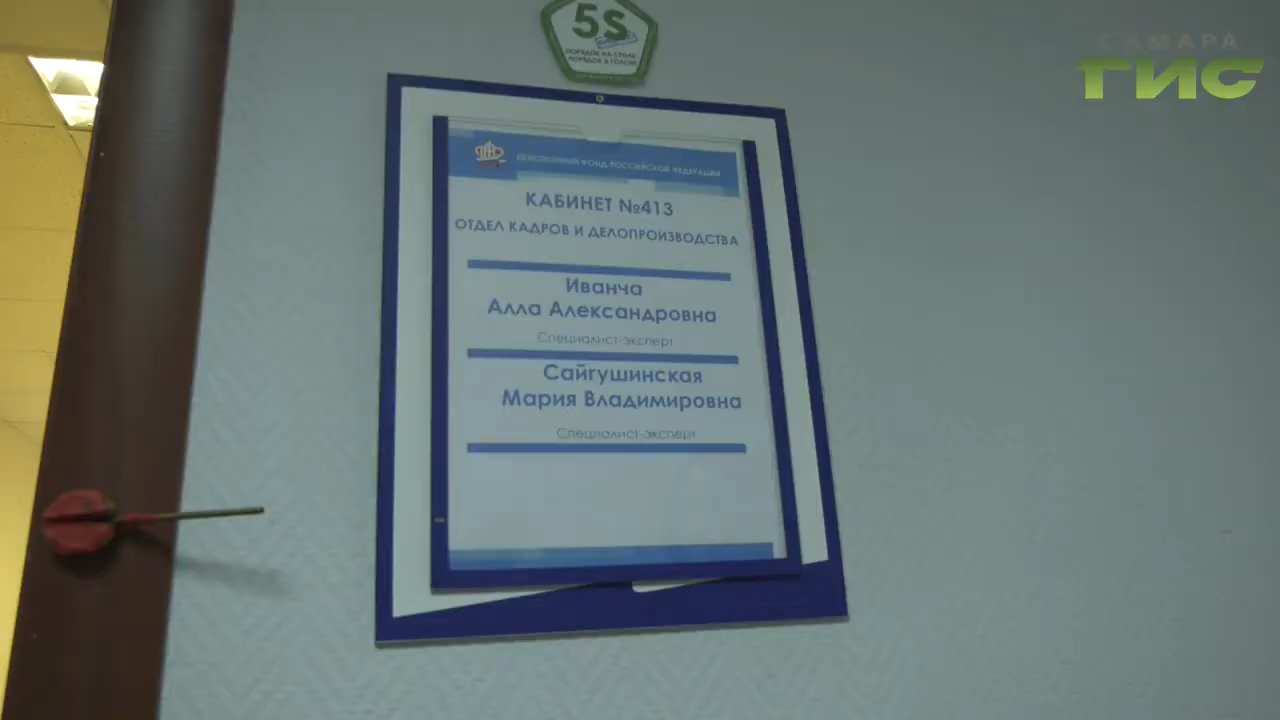 5S
ПОРЯДОК НА СТОЛЕ
ПОРЯДОК В ГОЛОВЕ
САМАРА
ГИС
ПЕНСИОННЫЙ ФОНД РОССИЙСКОЙ ФЕДЕРАЦИИ
КАБИНЕТ №413
ОТДЕЛ КАДРОВ И ДЕЛОПРОИЗВОДСТВА
Иванча
Алла Александровна
Специалист-эксперт
Сайгушинская
Мария Владимировна
Специалист-эксперт